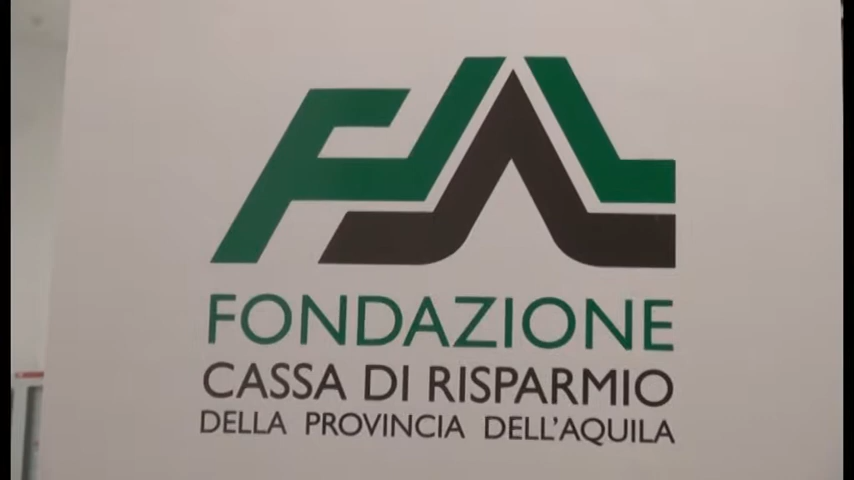 FONDAZIONE
CASSA DI RISPARMIO
DELLA PROVINCIA DELL'AQUILA